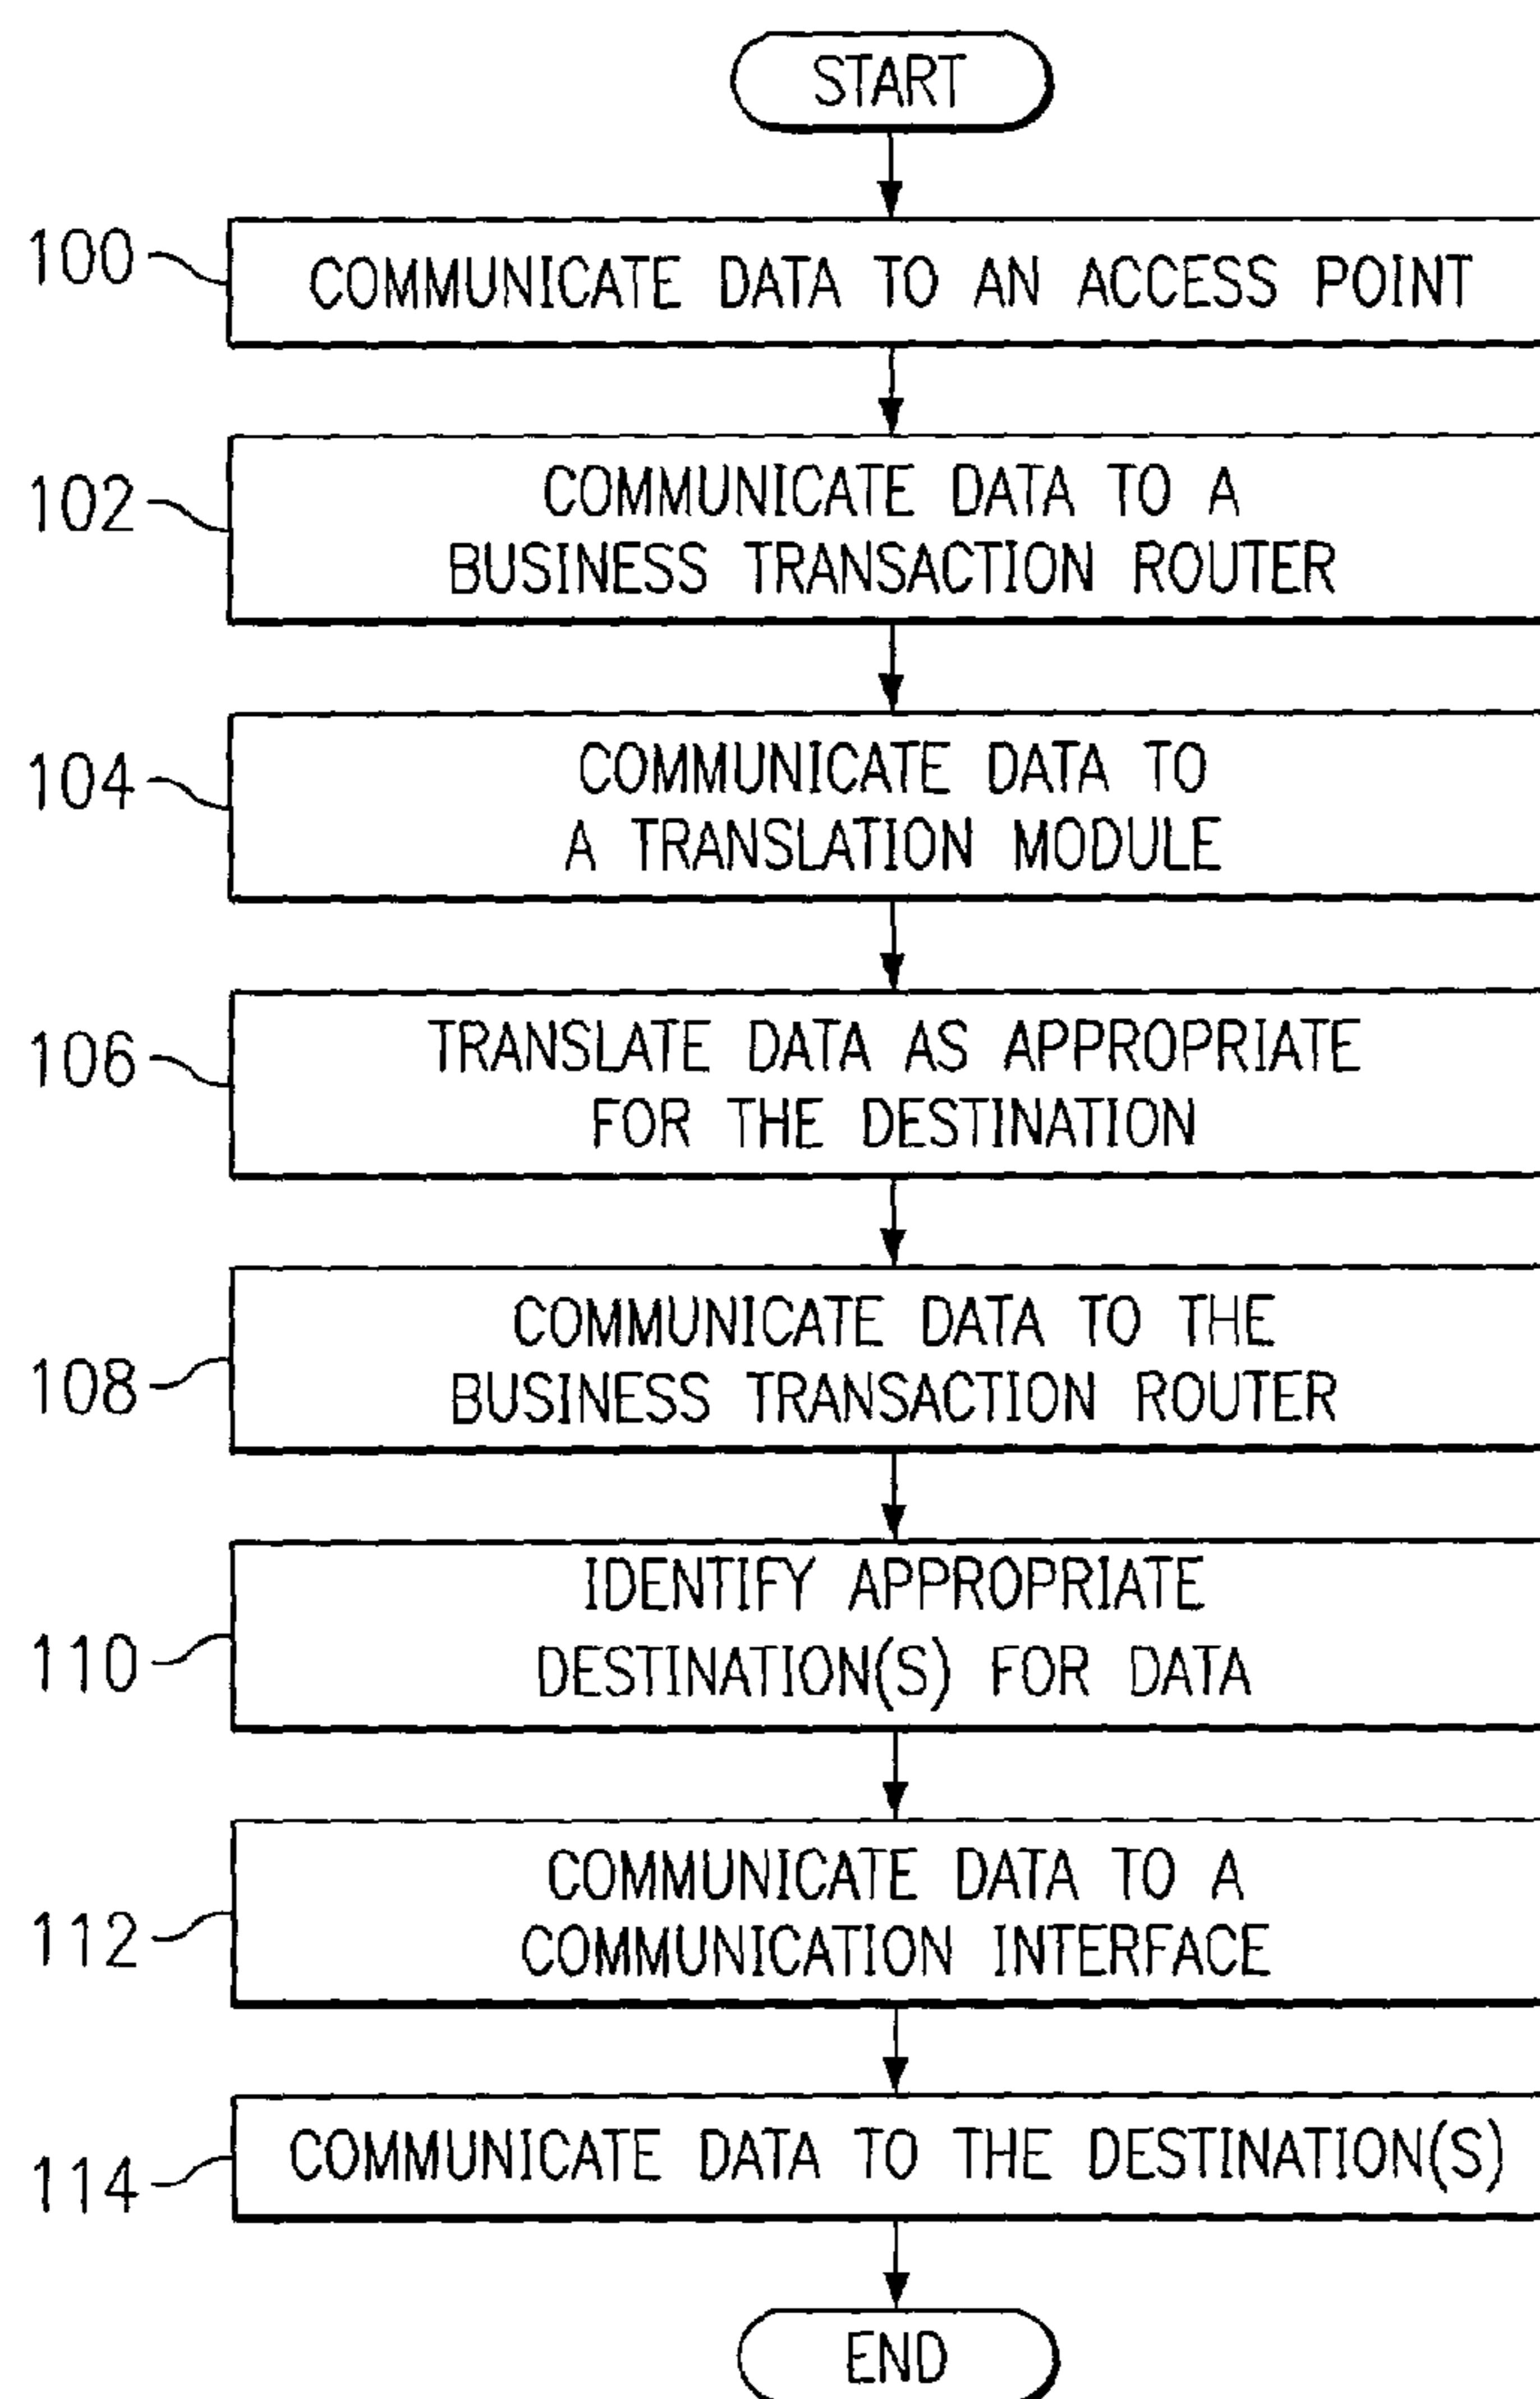 START
100
COMMUNICATE DATA TO AN ACCESS POINT
102
COMMUNICATE DATA TO A
BUSINESS TRANSACTION ROUTER
104
COMMUNICATE DATA TO
A TRANSLATION MODULE
106
TRANSLATE DATA AS APPROPRIATE
FOR THE DESTINATION
108
COMMUNICATE DATA TO THE
BUSINESS TRANSACTION ROUTER
110
IDENTIFY APPROPRIATE
DESTINATION(S) FOR DATA
112
COMMUNICATE DATA TO A
COMMUNICATION INTERFACE
114
COMMUNICATE DATA TO THE DESTINATION(S)
END